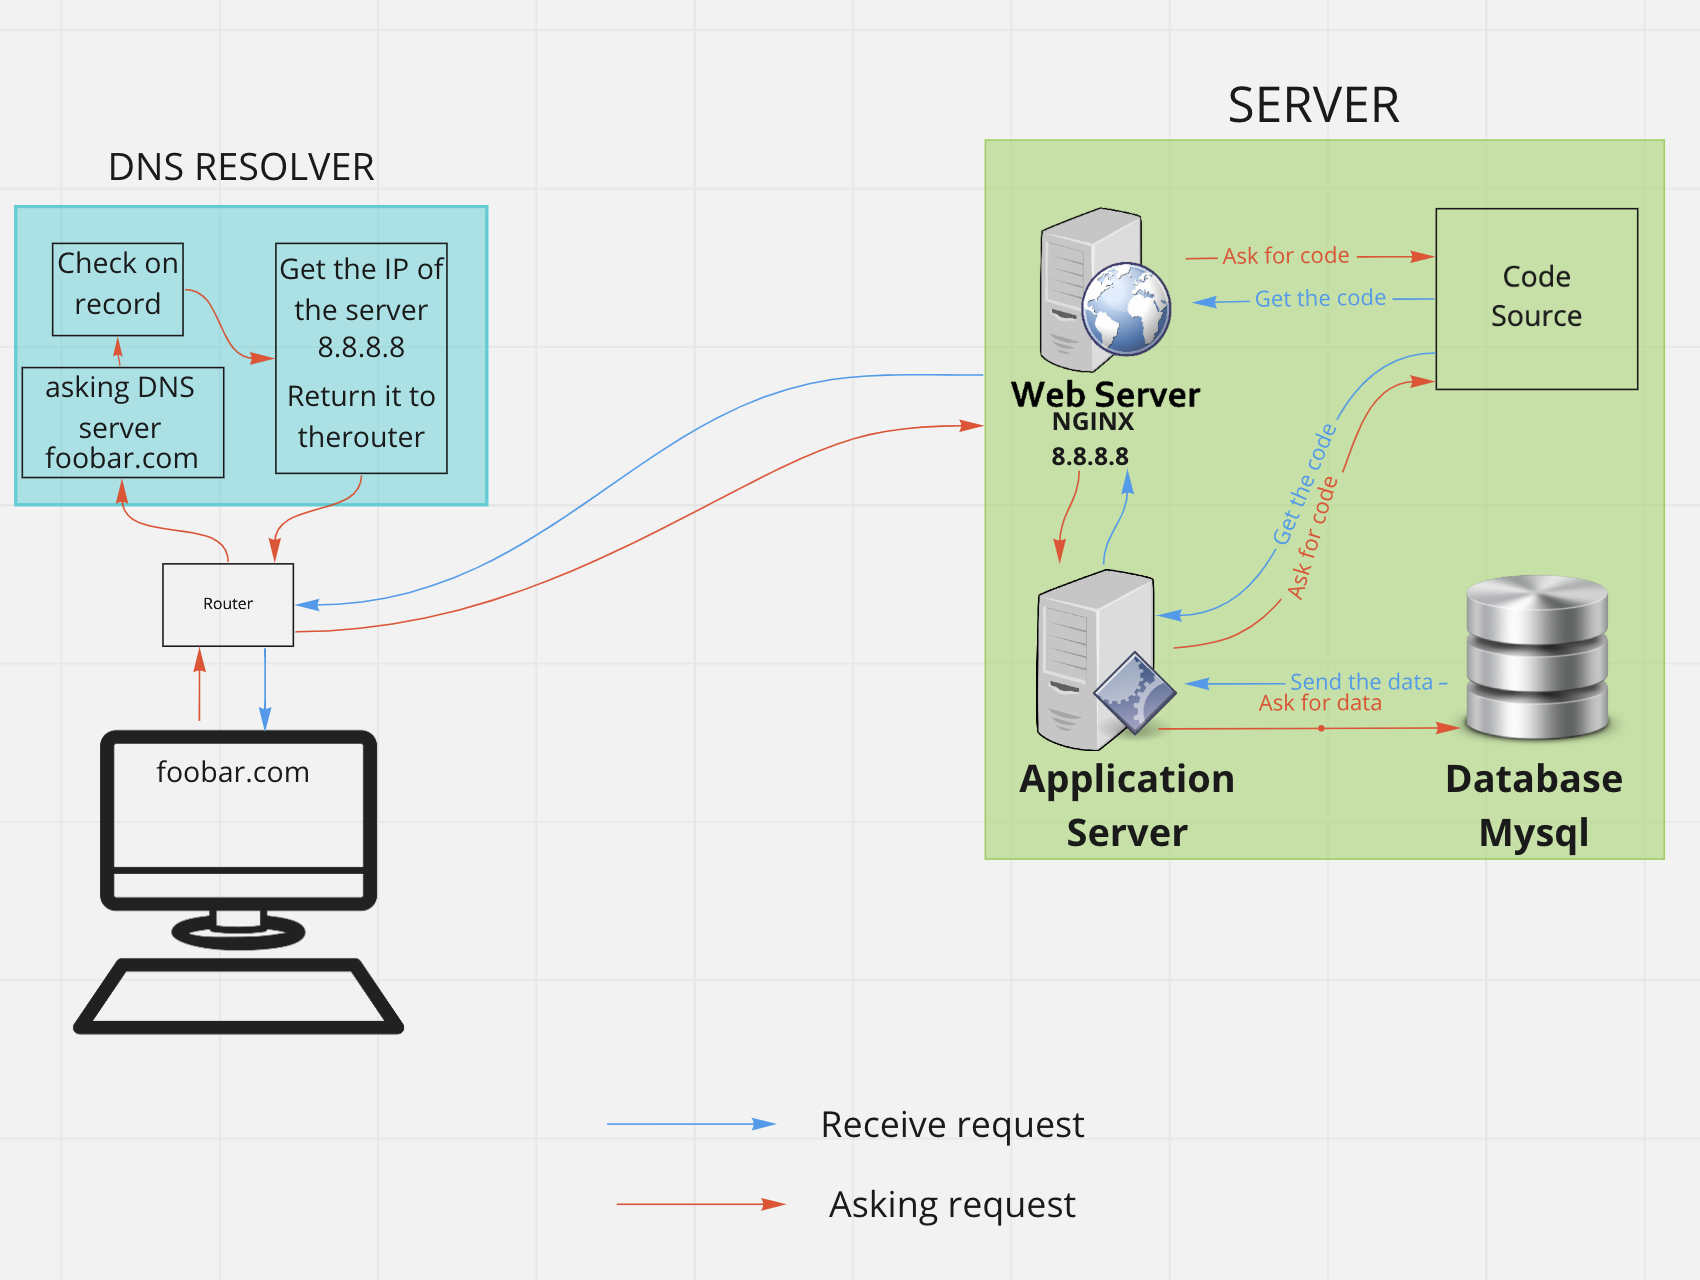 SERVER
DNS RESOLVER
Check on
record
Get the IP of
the server
8.8.8.8
Return it to
therouter
asking DNS
server
foobar.com
Router
foobar.com
Ask for code
Get the code
Code
Source
Web Server
NGINX
8.8.8.8
Get the code
Ask for code
Send the data
Ask for data
Application
Server
Database
Mysql
Receive request
Asking request